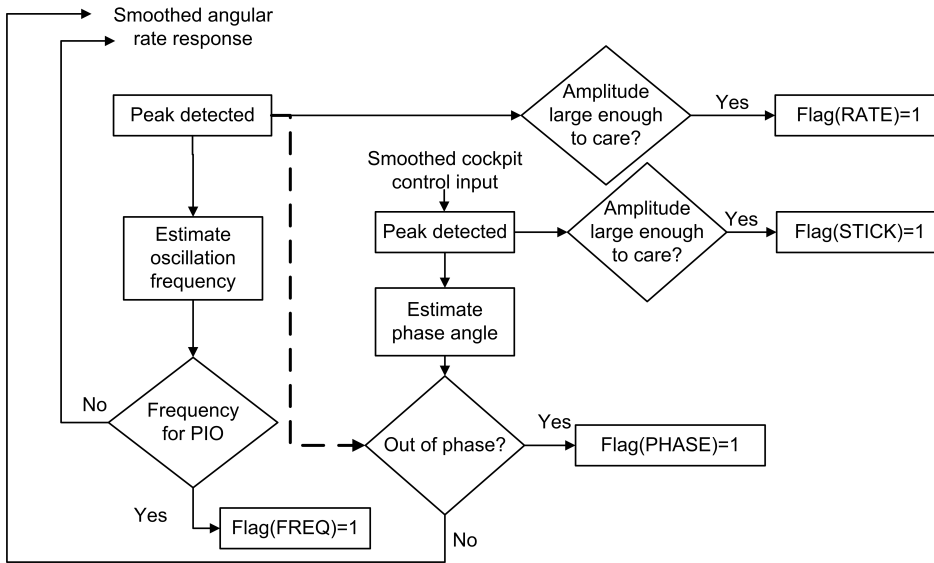 Smoothed angular
rate response
Peak detected
Amplitude
large enough
to care?
Yes
Flag(RATE)=1
Smoothed cockpit
control input
Peak detected
Amplitude
large enough
to care?
Yes
Flag(STICK)=1
Estimate
oscillation
frequency
Estimate
phase angle
No
Frequency
for PIO
Out of phase?
Yes
Flag(PHASE)=1
Yes
Flag(FREQ)=1
No